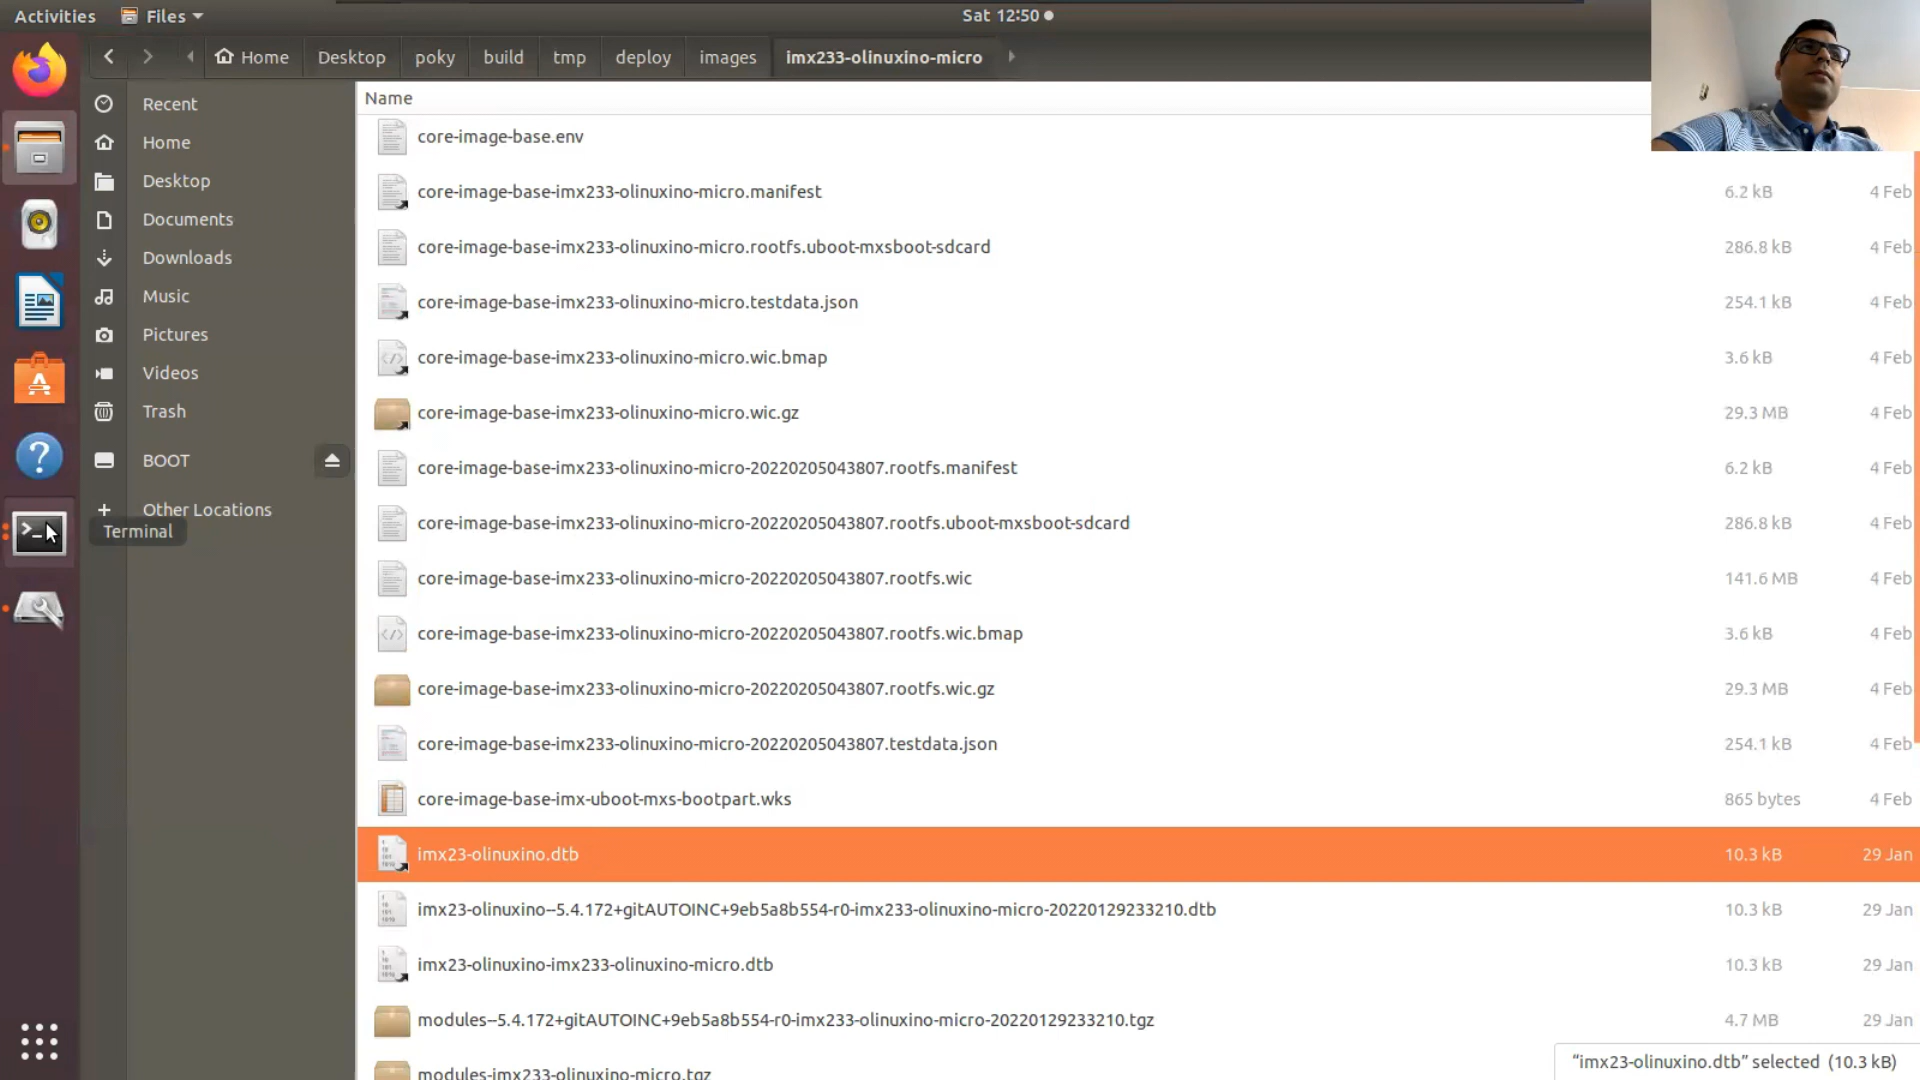 Activities
Files
Sat 12:50
Home
Desktop
poky
build
tmp
deploy
images
imx233-olinuxino-micro
Recent
Home
Desktop
Documents
Downloads
Music
Pictures
Videos
Trash
BOOT
Other Locations
Terminal
Name
core-image-base.env
core-image-base-imx233-olinuxino-micro.manifest 6.2 kB 4 Feb
core-image-base-imx233-olinuxino-micro.rootfs.uboot-mxsboot-sdcard 286.8 kB 4 Feb
core-image-base-imx233-olinuxino-micro.testdata.json 254.1 kB 4 Feb
core-image-base-imx233-olinuxino-micro.wic.bmap 3.6 kB 4 Feb
core-image-base-imx233-olinuxino-micro.wic.gz 29.3 MB 4 Feb
core-image-base-imx233-olinuxino-micro-20220205043807.rootfs.manifest 6.2 kB 4 Feb
core-image-base-imx233-olinuxino-micro-20220205043807.rootfs.uboot-mxsboot-sdcard 286.8 kB 4 Feb
core-image-base-imx233-olinuxino-micro-20220205043807.rootfs.wic 141.6 MB 4 Feb
core-image-base-imx233-olinuxino-micro-20220205043807.rootfs.wic.bmap 3.6 kB 4 Feb
core-image-base-imx233-olinuxino-micro-20220205043807.rootfs.wic.gz 29.3 MB 4 Feb
core-image-base-imx233-olinuxino-micro-20220205043807.testdata.json 254.1 kB 4 Feb
core-image-base-imx-uboot-mxs-bootpart.wks 865 bytes 4 Feb
imx23-olinuxino.dtb 10.3 kB 29 Jan
imx23-olinuxino--5.4.172+gitAUTOINC+9eb5a8b554-r0-imx233-olinuxino-micro-20220129233210.dtb 10.3 kB 29 Jan
imx23-olinuxino-imx233-olinuxino-micro.dtb 10.3 kB 29 Jan
modules--5.4.172+gitAUTOINC+9eb5a8b554-r0-imx233-olinuxino-micro-20220129233210.tgz 4.7 MB 29 Jan
modules-imx233-olinuxino-micro.tgz
“imx23-olinuxino.dtb” selected (10.3 kB)